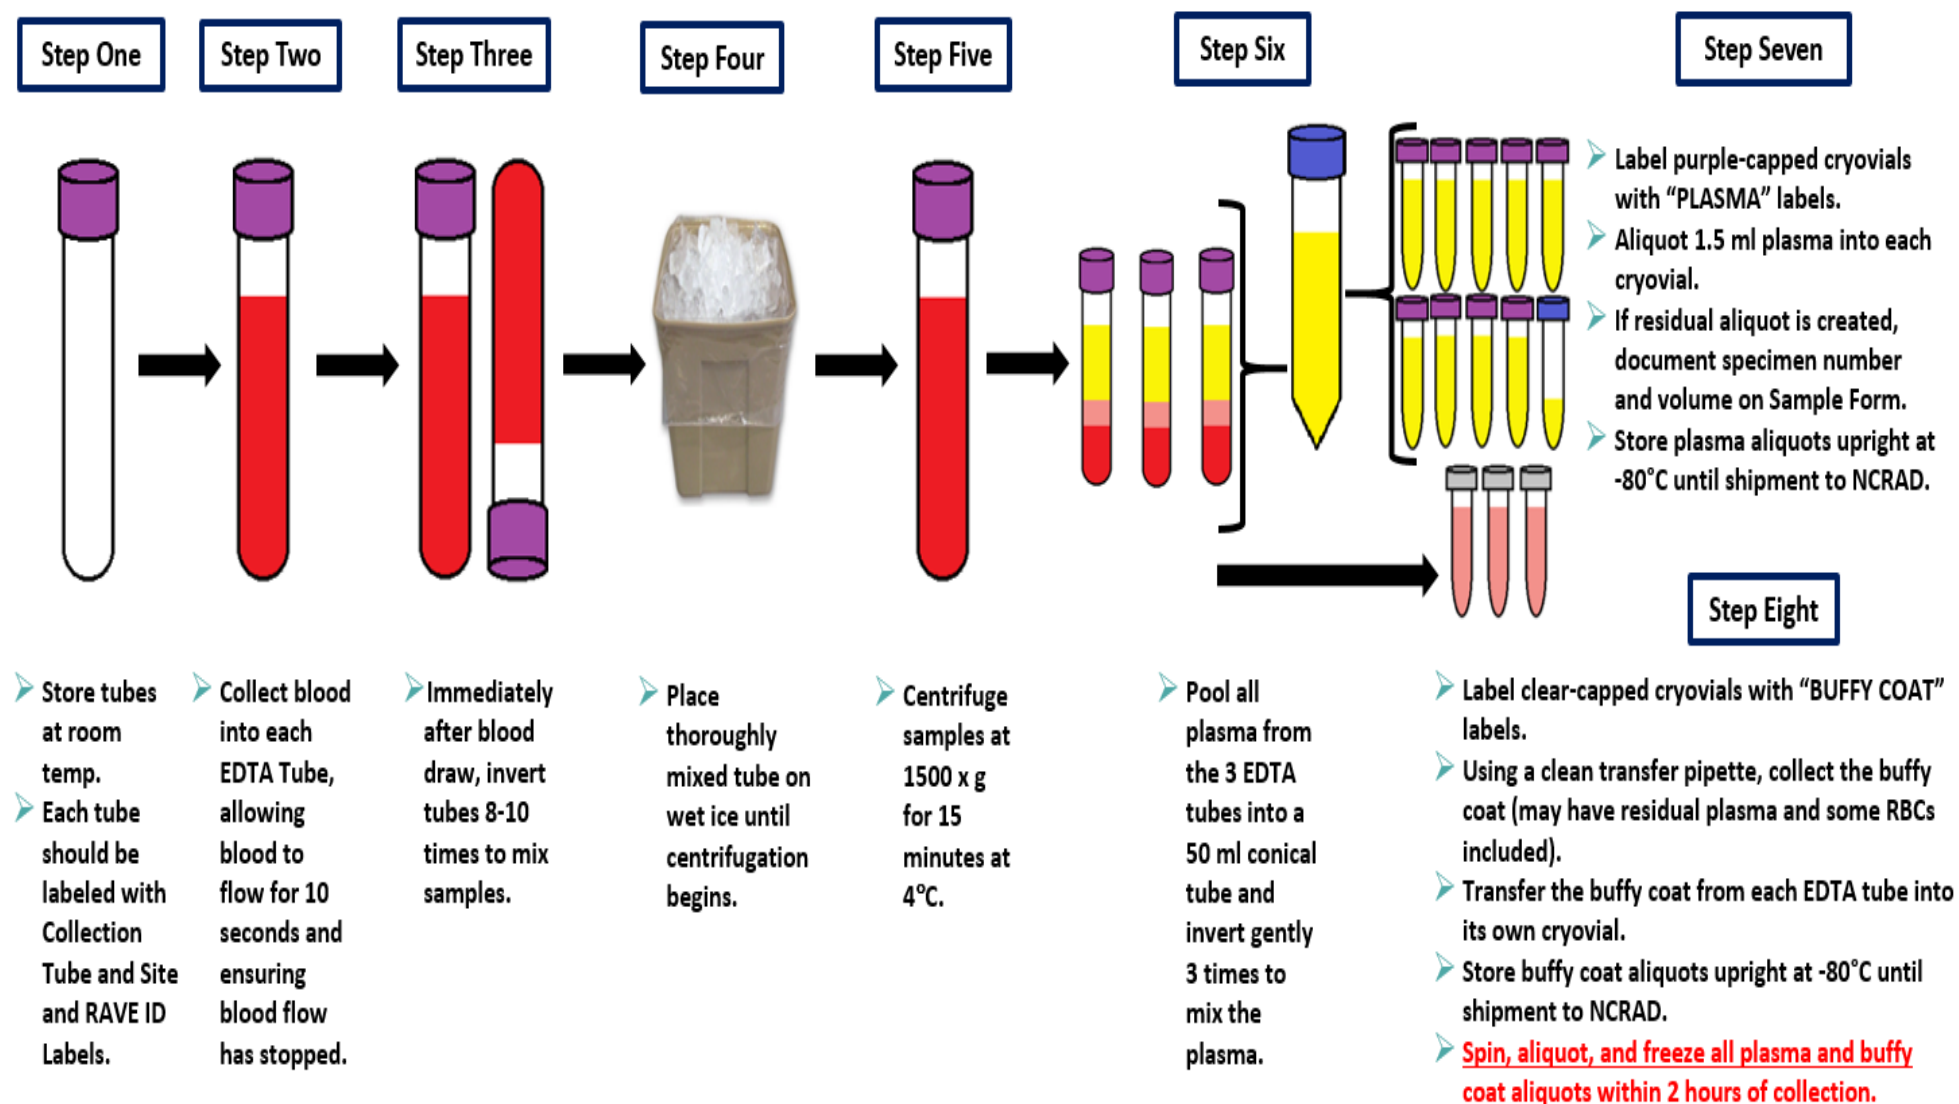 Step One
Step Two
Step Three
Step Four
Step Five
Step Six
Step Seven
Label purple-capped cryovials
with “PLASMA” labels.
Aliquot 1.5 ml plasma into each
cryovial.
If residual aliquot is created,
document specimen number
and volume on Sample Form.
Store plasma aliquots upright at
-80°C until shipment to NCRAD.
Store tubes
at room
temp.
Each tube
should be
labeled with
Collection
Tube and Site
and RAVE ID
Labels.
Collect blood
into each
EDTA Tube,
allowing
blood to
flow for 10
seconds and
ensuring
blood flow
has stopped.
Immediately
after blood
draw, invert
tubes 8-10
times to mix
samples.
Place
thoroughly
mixed tube on
wet ice until
centrifugation
begins.
Centrifuge
samples at
1500 x g
for 15
minutes at
4°C.
Pool all
plasma from
the 3 EDTA
tubes into a
50 ml conical
tube and
invert gently
3 times to
mix the
plasma.
Step Eight
Label clear-capped cryovials with “BUFFY COAT”
labels.
Using a clean transfer pipette, collect the buffy
coat (may have residual plasma and some RBCs
included).
Transfer the buffy coat from each EDTA tube into
its own cryovial.
Store buffy coat aliquots upright at -80°C until
shipment to NCRAD.
Spin, aliquot, and freeze all plasma and buffy
coat aliquots within 2 hours of collection.